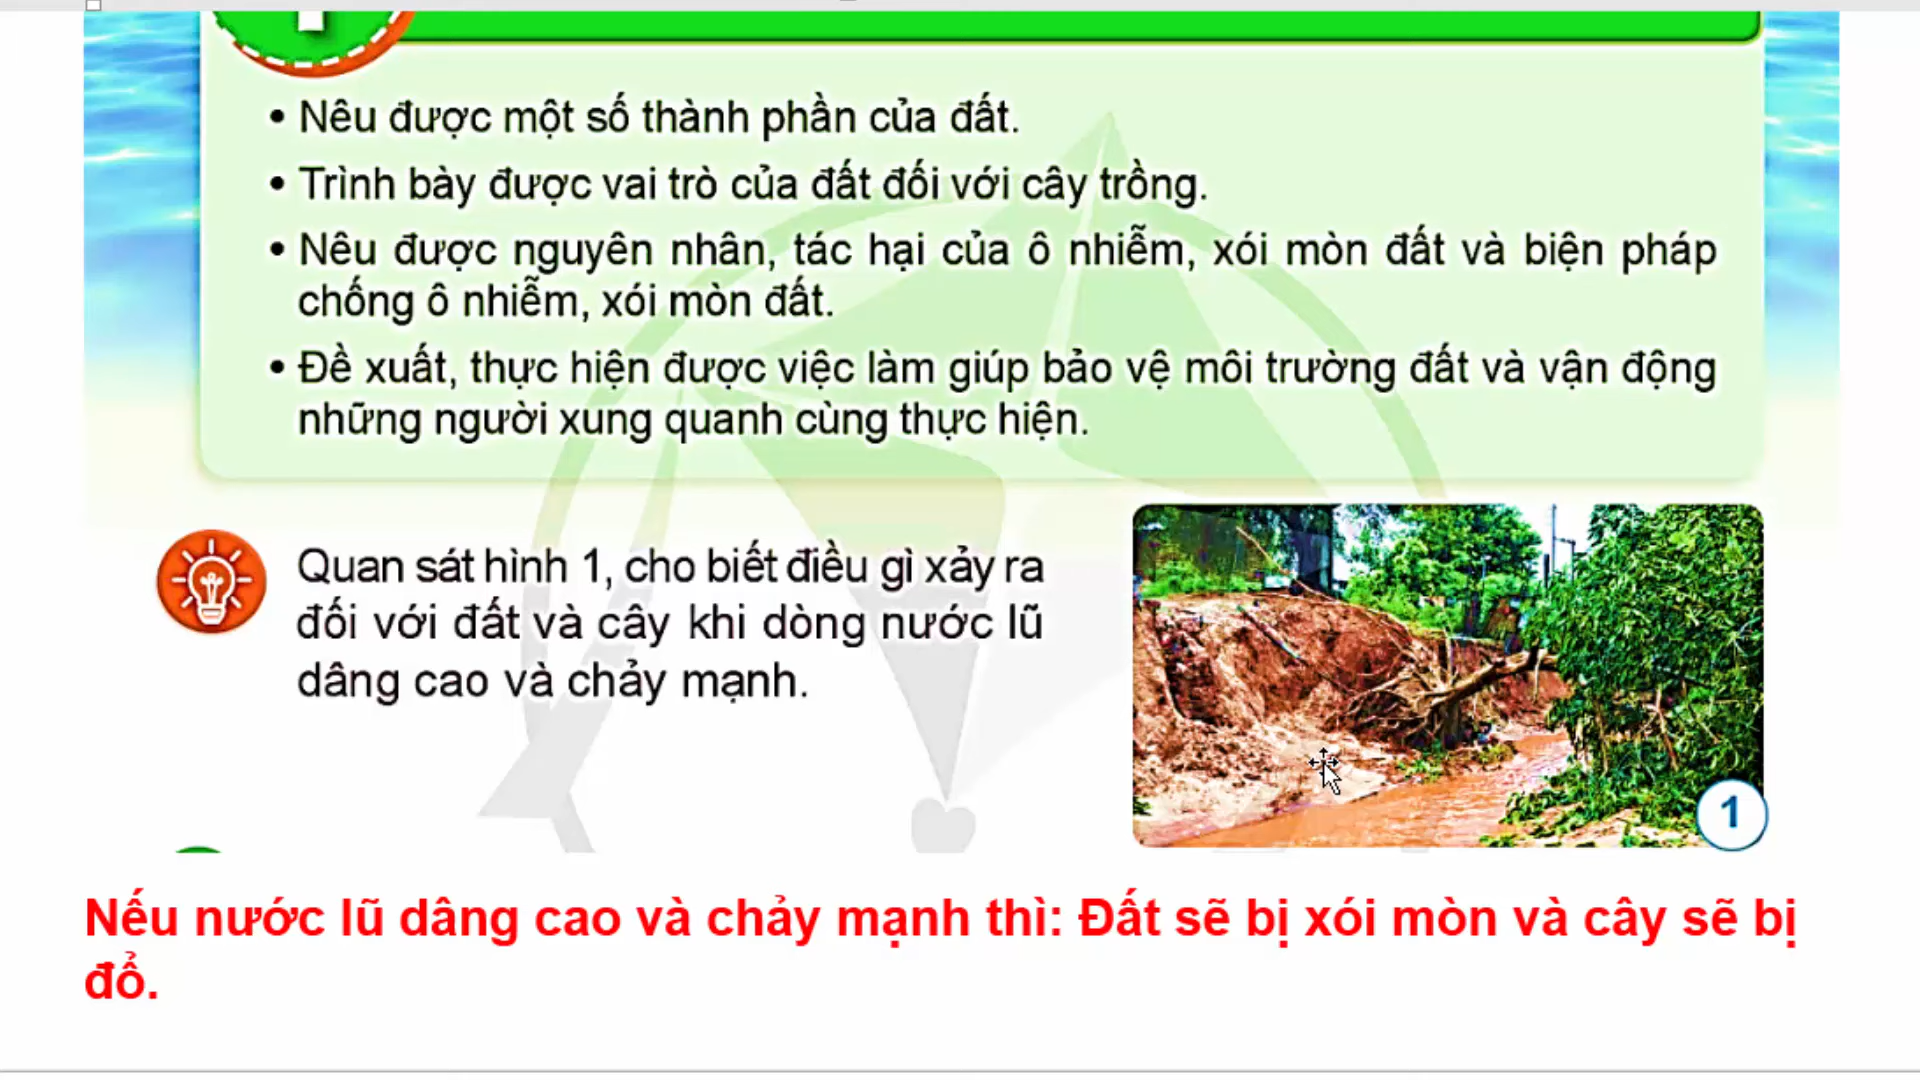 • Nêu được một số thành phần của đất.
• Trình bày được vai trò của đất đối với cây trồng.
• Nêu được nguyên nhân, tác hại của ô nhiễm, xói mòn đất và biện pháp
chống ô nhiễm, xói mòn đất.
• Đề xuất, thực hiện được việc làm giúp bảo vệ môi trường đất và vận động
những người xung quanh cùng thực hiện.
Quan sát hình 1, cho biết điều gì xảy ra
đối với đất và cây khi dòng nước lũ
dâng cao và chảy mạnh.
1
Nếu nước lũ dâng cao và chảy mạnh thì: Đất sẽ bị xói mòn và cây sẽ bị
đổ.